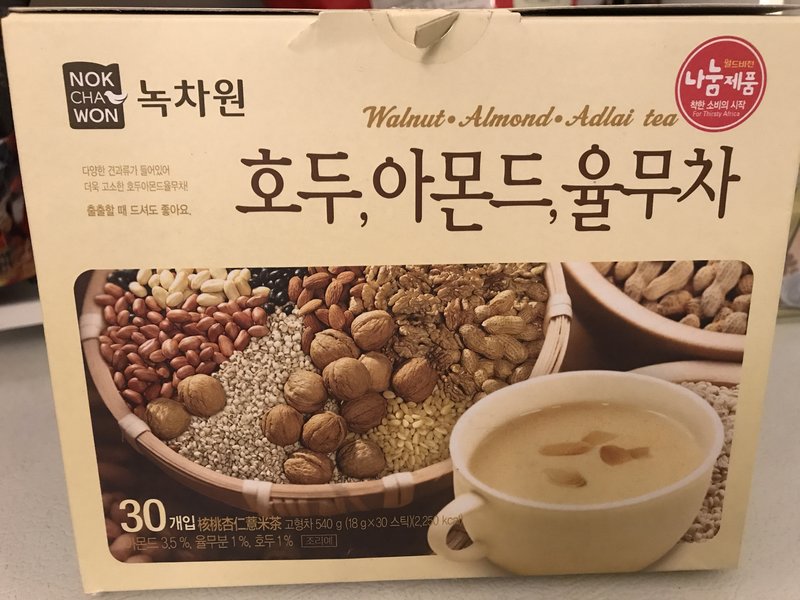 NOK
CHA
WON
녹차원
월드비전
나눔제품
착한 소비의 시작
For Thirsty Africa
Walnut • Almond • Adlai tea
호두,아몬드,율무차
다양한 견과류가 들어있어
더욱 고소한 호두아몬드율무차!
출출할 때 드셔도 좋아요.
30개입 核桃杏仁薏米茶 고형차 540 g (18 g×30 스틱)(2,250 kcal)
아몬드 3.5 %, 율무분 1 %, 호두 1 % 조리예